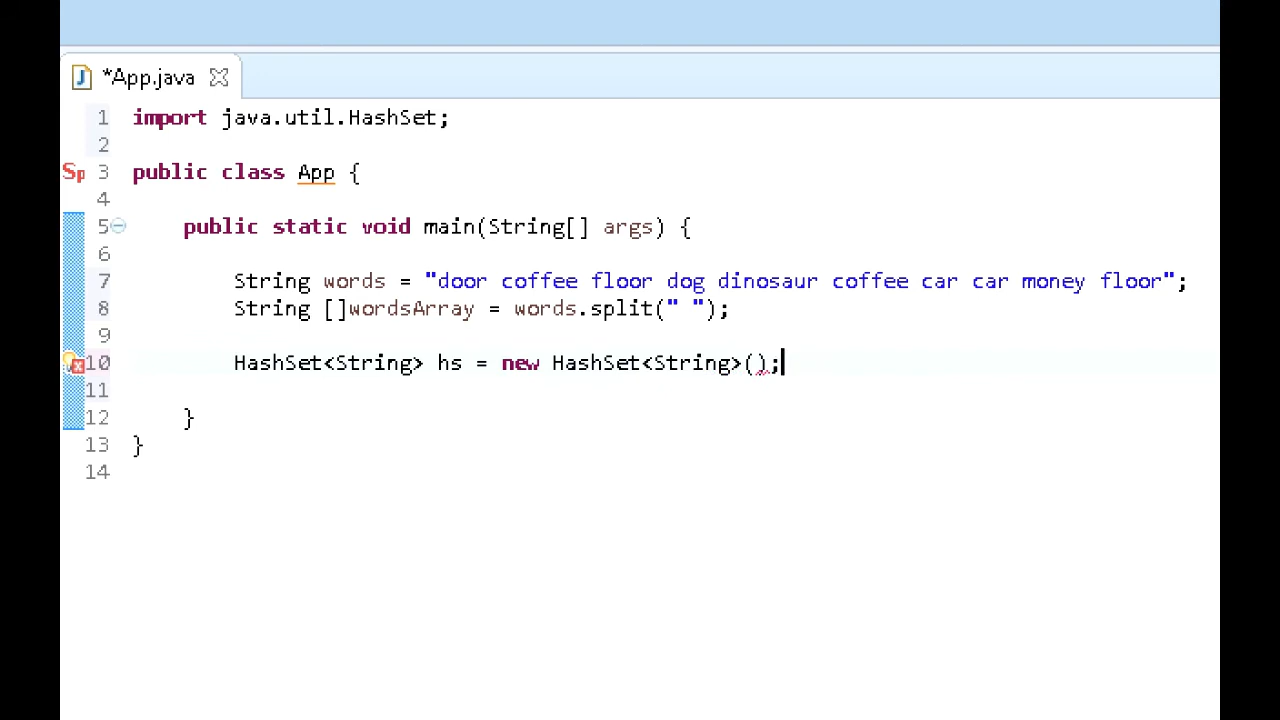 *App.java
1 import java.util.HashSet;
2
3 public class App {
4
5 public static void main(String[] args) {
6
7 String words = "door coffee floor dog dinosaur coffee car car money floor";
8 String []wordsArray = words.split(" ");
9
10 HashSet<String> hs = new HashSet<String>();
11
12 }
13 }
14